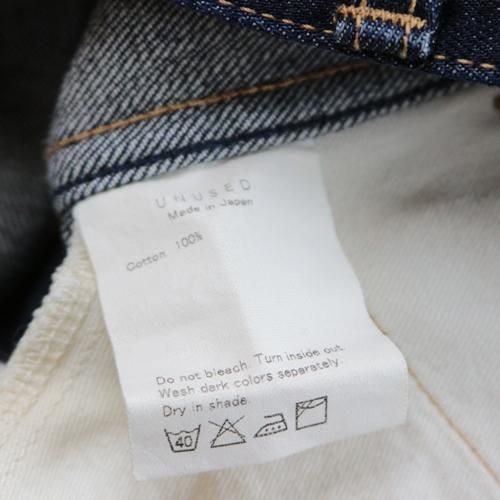 UNUSED
Made in Japan
Cotton 100%
Do not bleach. Turn inside out.
Wash dark colors separately.
Dry in shade.
40